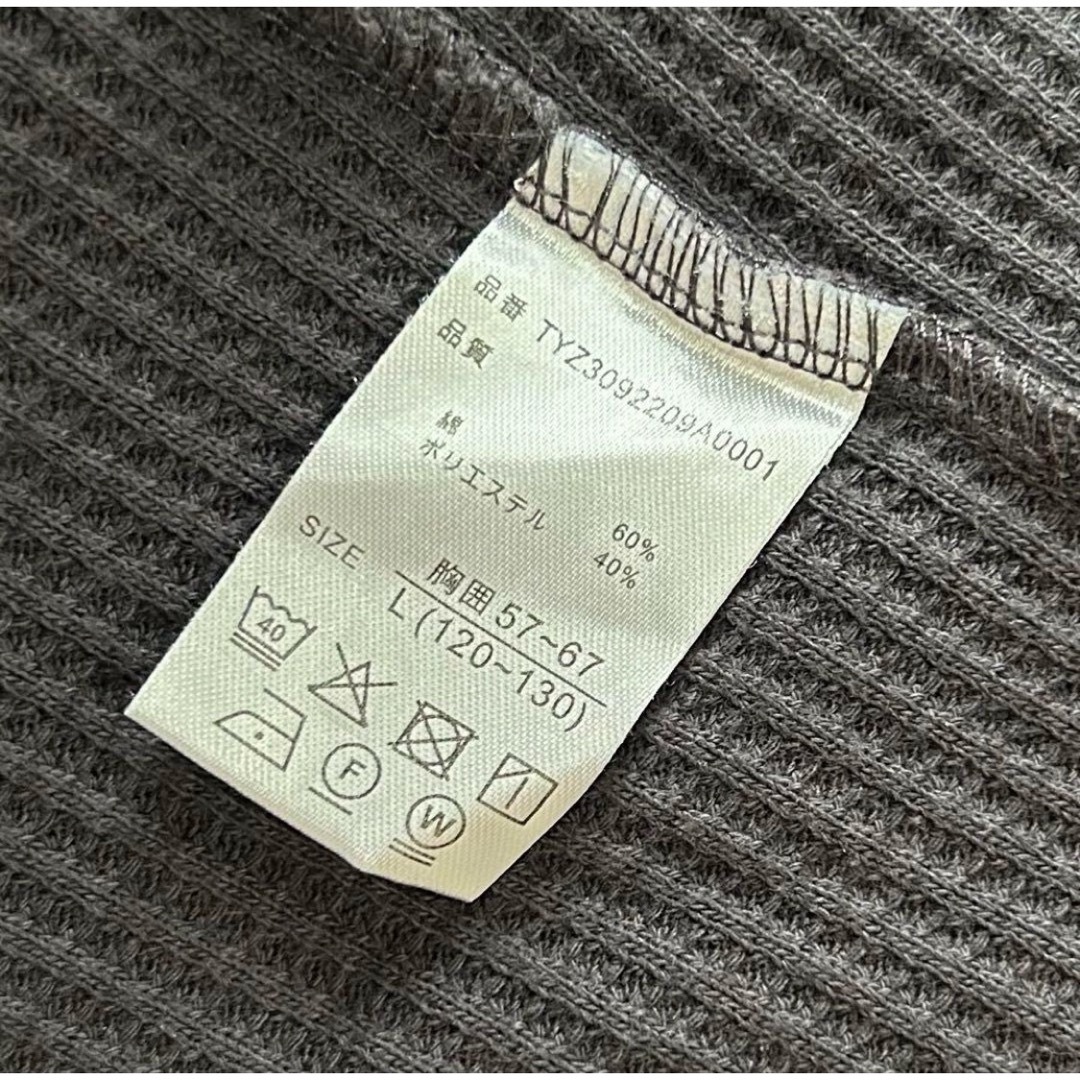 品番 TYZ3092209A0001
品質
綿 60%
ポリエステル 40%
SIZE
胸囲 57~67
L(120~130)
40
F
W